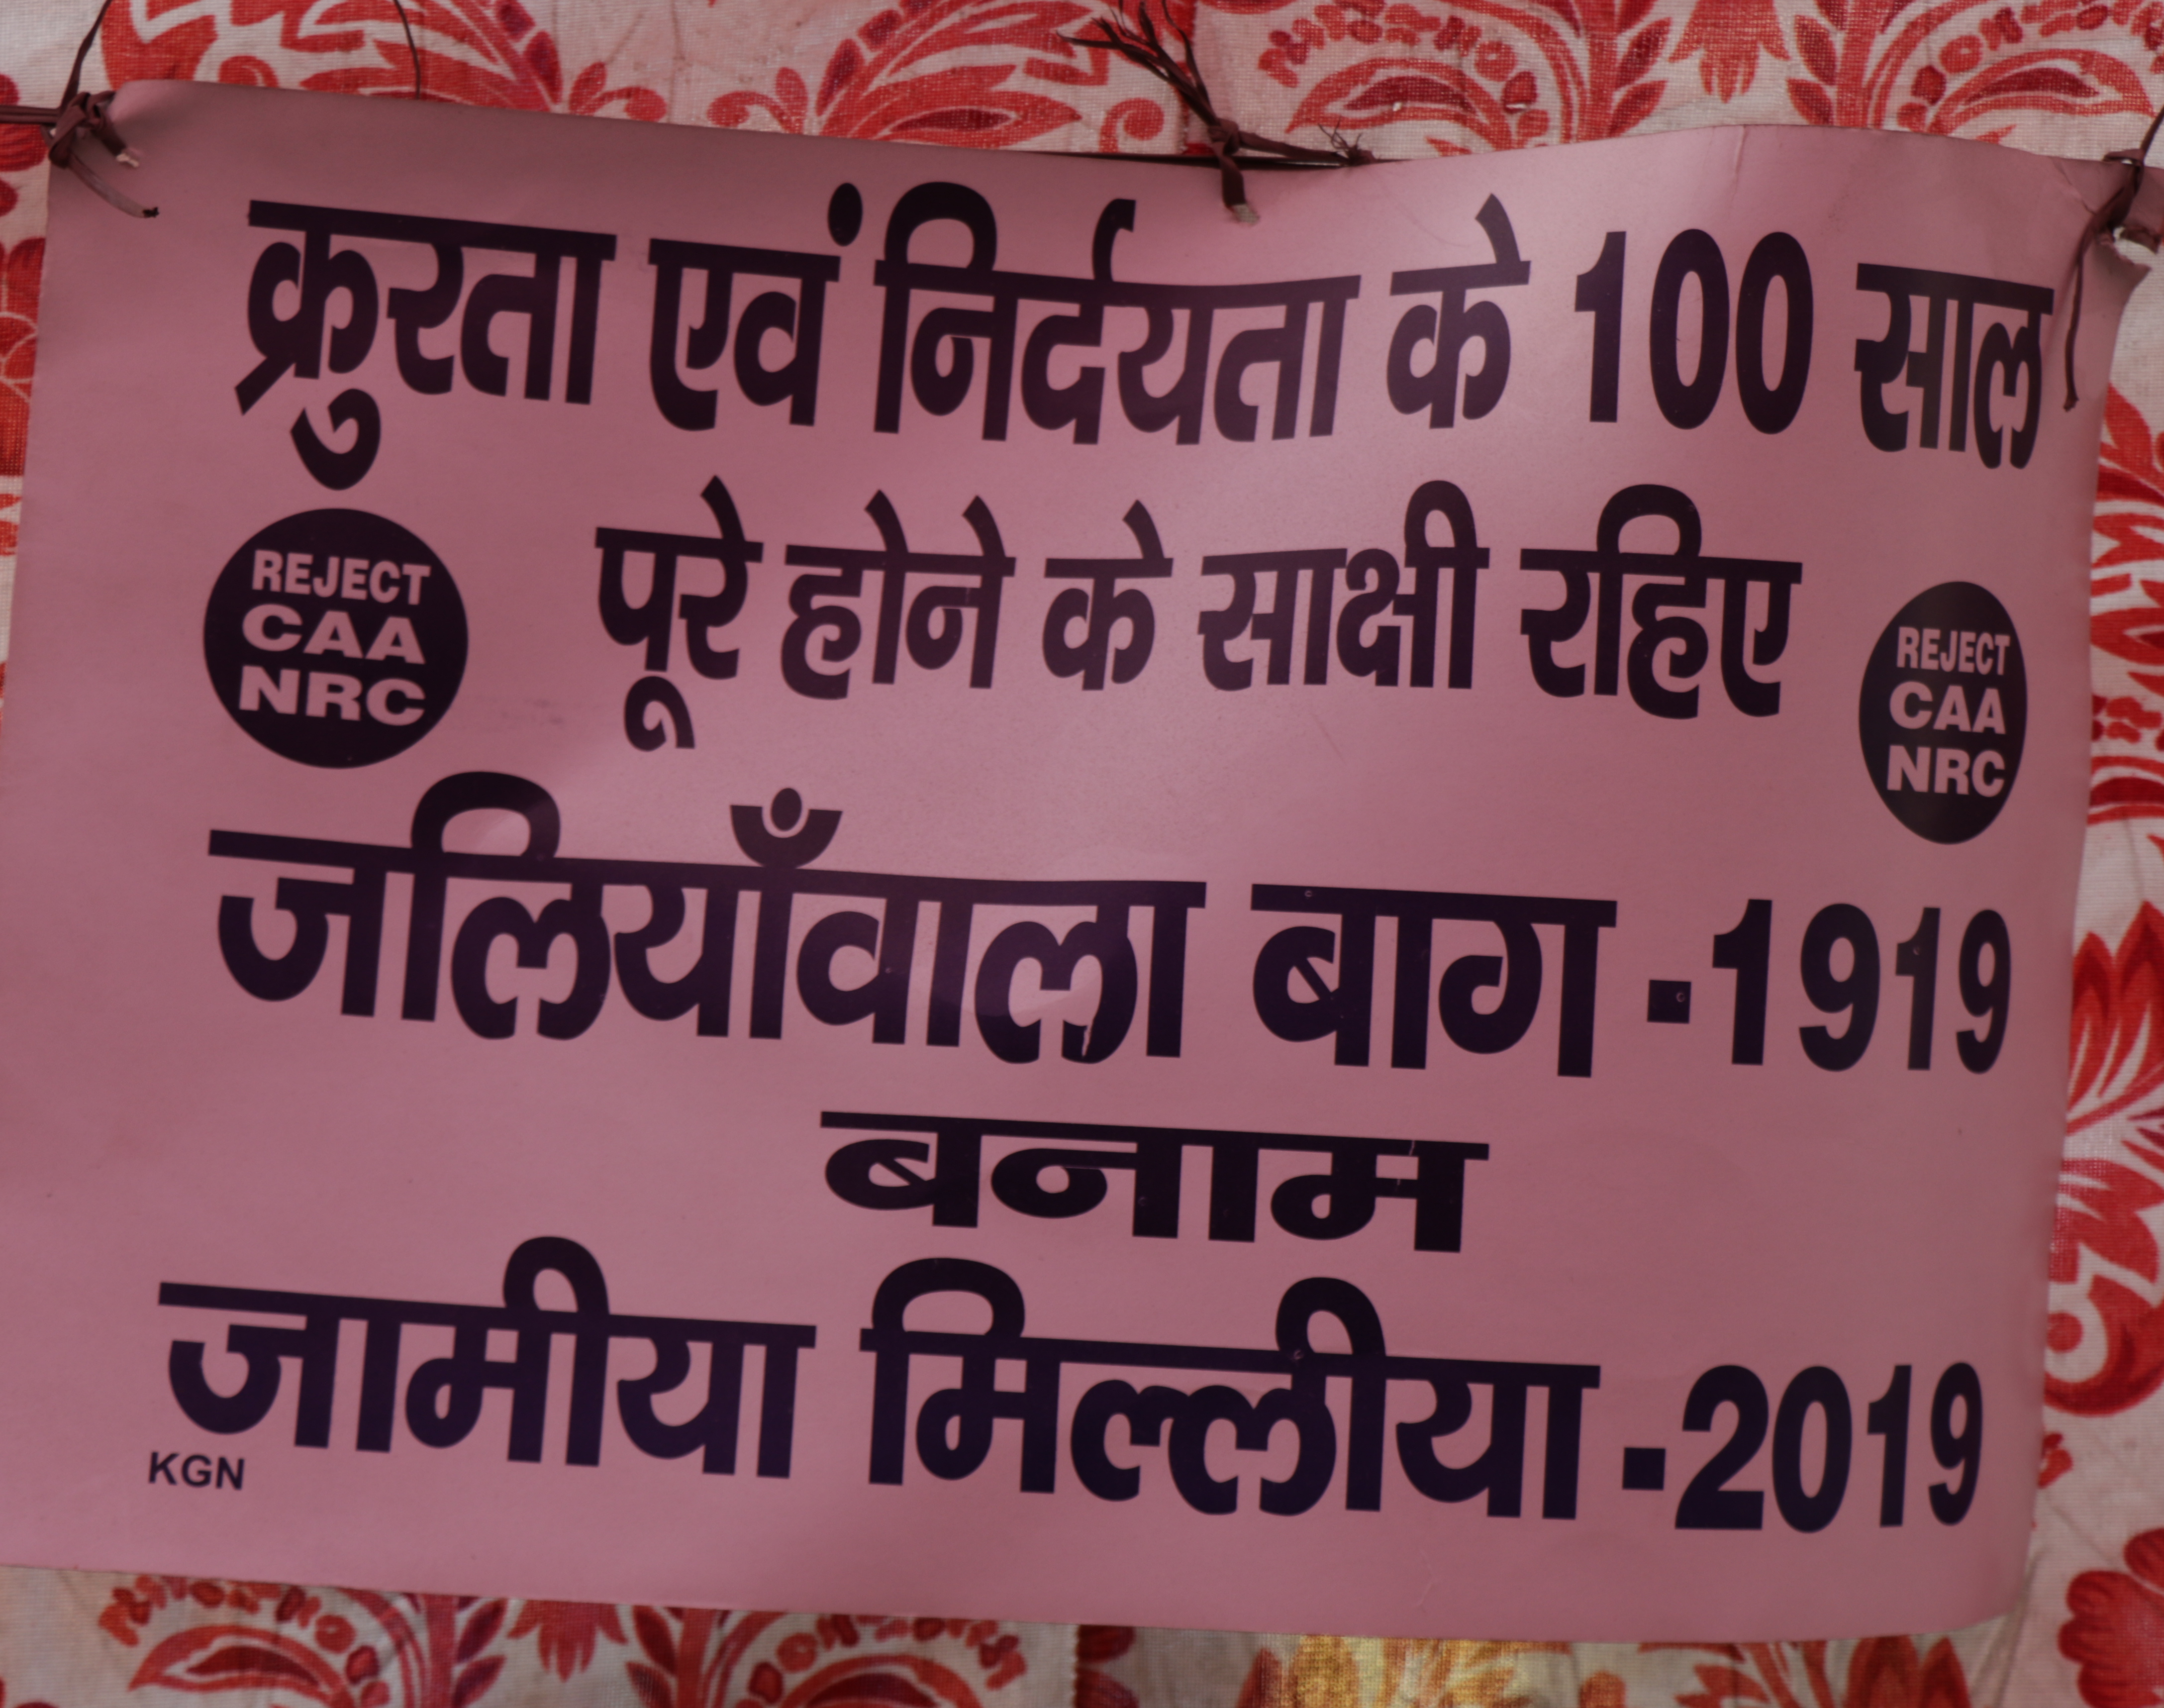 क्रुरता एवं निर्दयता के 100 साल
पूरे होने के साक्षी रहिए
REJECT
CAA
NRC
REJECT
CAA
NRC
जलियाँवाला बाग -1919
बनाम
जामीया मिल्लीया -2019
KGN